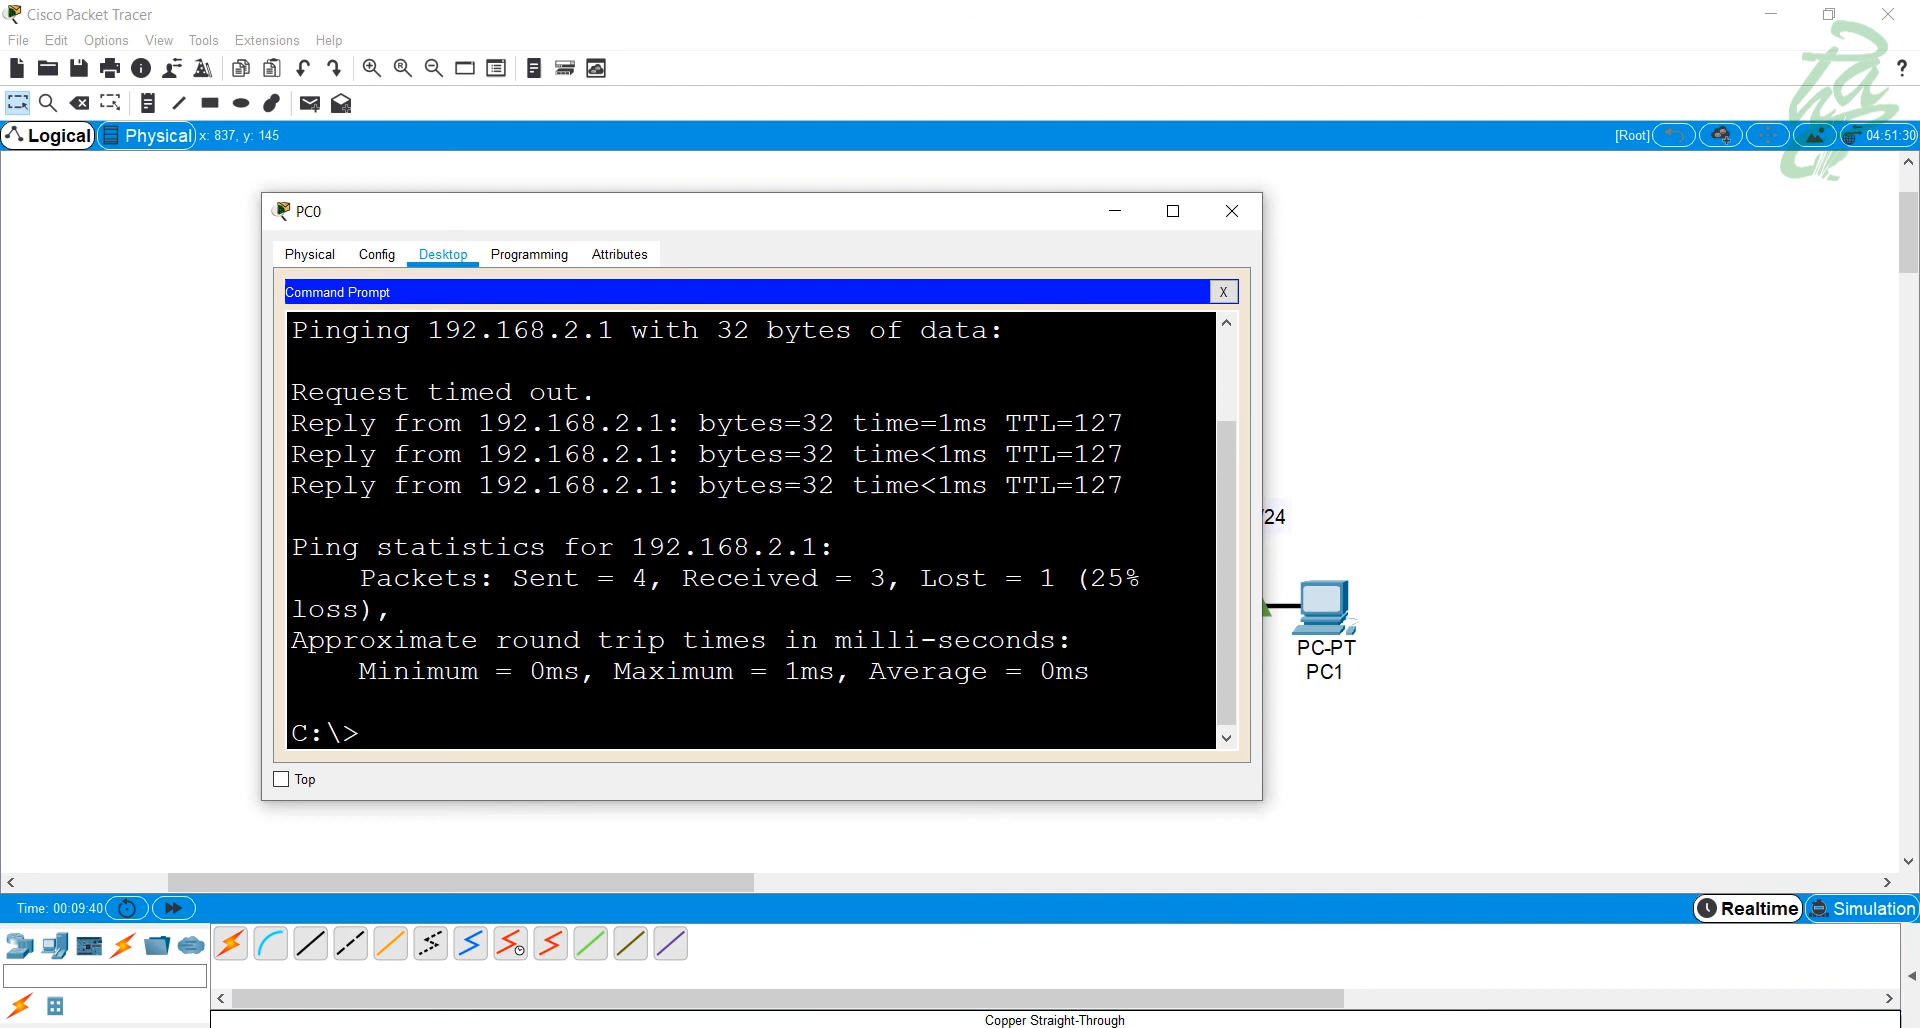 Cisco Packet Tracer
File Edit Options View Tools Extensions Help
?
Logical Physical x: 837, y: 145 [Root] 04:51:30
PC0
Physical Config Desktop Programming Attributes
Command Prompt X
Pinging 192.168.2.1 with 32 bytes of data:
Request timed out.
Reply from 192.168.2.1: bytes=32 time=1ms TTL=127
Reply from 192.168.2.1: bytes=32 time<1ms TTL=127
Reply from 192.168.2.1: bytes=32 time<1ms TTL=127
Ping statistics for 192.168.2.1:
Packets: Sent = 4, Received = 3, Lost = 1 (25%
loss),
Approximate round trip times in milli-seconds:
Minimum = 0ms, Maximum = 1ms, Average = 0ms
C:\>
Top
/24
PC-PT
PC1
Time: 00:09:40 Realtime Simulation
Copper Straight-Through